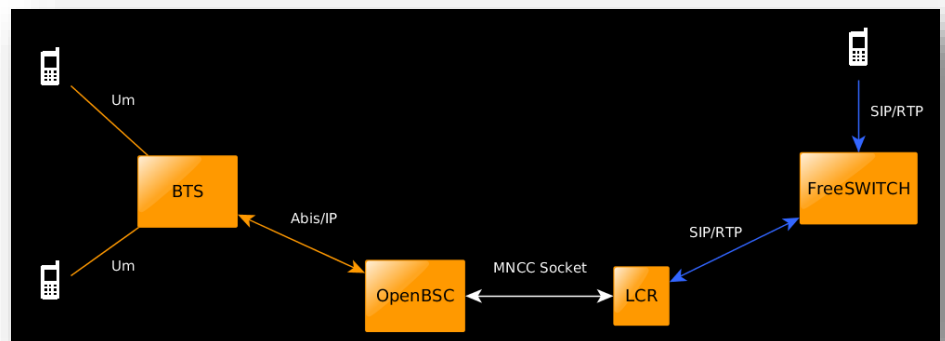 Um
SIP/RTP
BTS
FreeSWITCH
Abis/IP
SIP/RTP
Um
MNCC Socket
OpenBSC
LCR